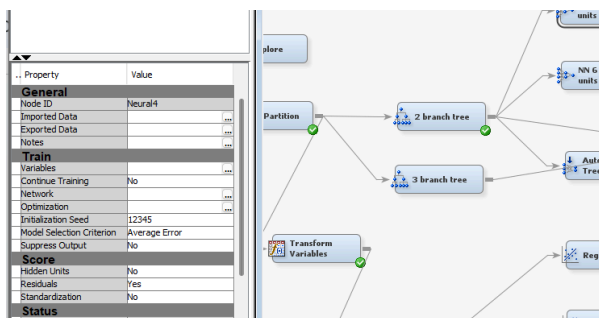 .. Property Value
General
Node ID Neural4
Imported Data ...
Exported Data ...
Notes ...
Train
Variables ...
Continue Training No
Network ...
Optimization ...
Initialization Seed 12345
Model Selection Criterion Average Error
Suppress Output No
Score
Hidden Units No
Residuals Yes
Standardization No
Status
plore
Partition
Transform
Variables
2 branch tree
3 branch tree
units
NN 6
units
Auto
Tree
Reg